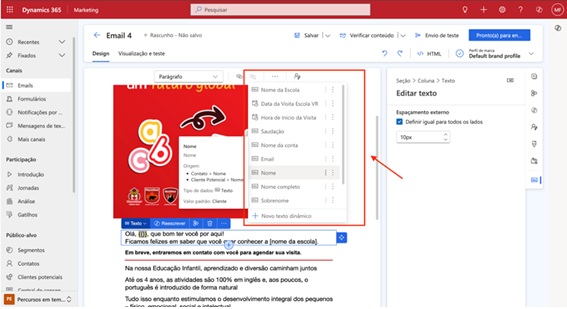 Dynamics 365
Marketing
Pesquisar
MF
Email 4
Rascunho - Não salvo
Salvar
Verificar conteúdo
Envio de teste
Pronto(a) para en...
Design
Visualização e teste
HTML
Perfil de marca
Default brand profile
Recentes
Fixados
Canais
Emails
Formulários
Notificações por ...
Mensagens de tex...
Mais canais
Participação
Introdução
Jornadas
Análise
Gatilhos
Público-alvo
Segmentos
Contatos
Clientes potenciais
PE
Percursos em tem...
Parágrafo
um futuro global
a
c
b
Nome
Nome
Origem:
• Contato > Nome
• Cliente Potencial > Nome
Tipo de dados: Texto
Valor padrão: Cliente
Nome da Escola
Data da Visita Escola VR
Hora de Início da Visita
Saudação
Nome da conta
Email
Nome
Nome completo
Sobrenome
Novo texto dinâmico
Texto
Reescrever
Olá, {{}}, que bom ter você por aqui!
Ficamos felizes em saber que você quer conhecer a [nome da escola].
Em breve, entraremos em contato com você para agendar sua visita.
Na nossa Educação Infantil, aprendizado e diversão caminham juntos
Até os 4 anos, as atividades são 100% em inglês e, aos poucos, o
português é introduzido de forma natural
Tudo isso enquanto estimulamos o desenvolvimento integral dos pequenos
– físico, emocional, social e intelectual
Seção > Coluna > Texto
Editar texto
Espaçamento externo
Definir igual para todos os lados
10px